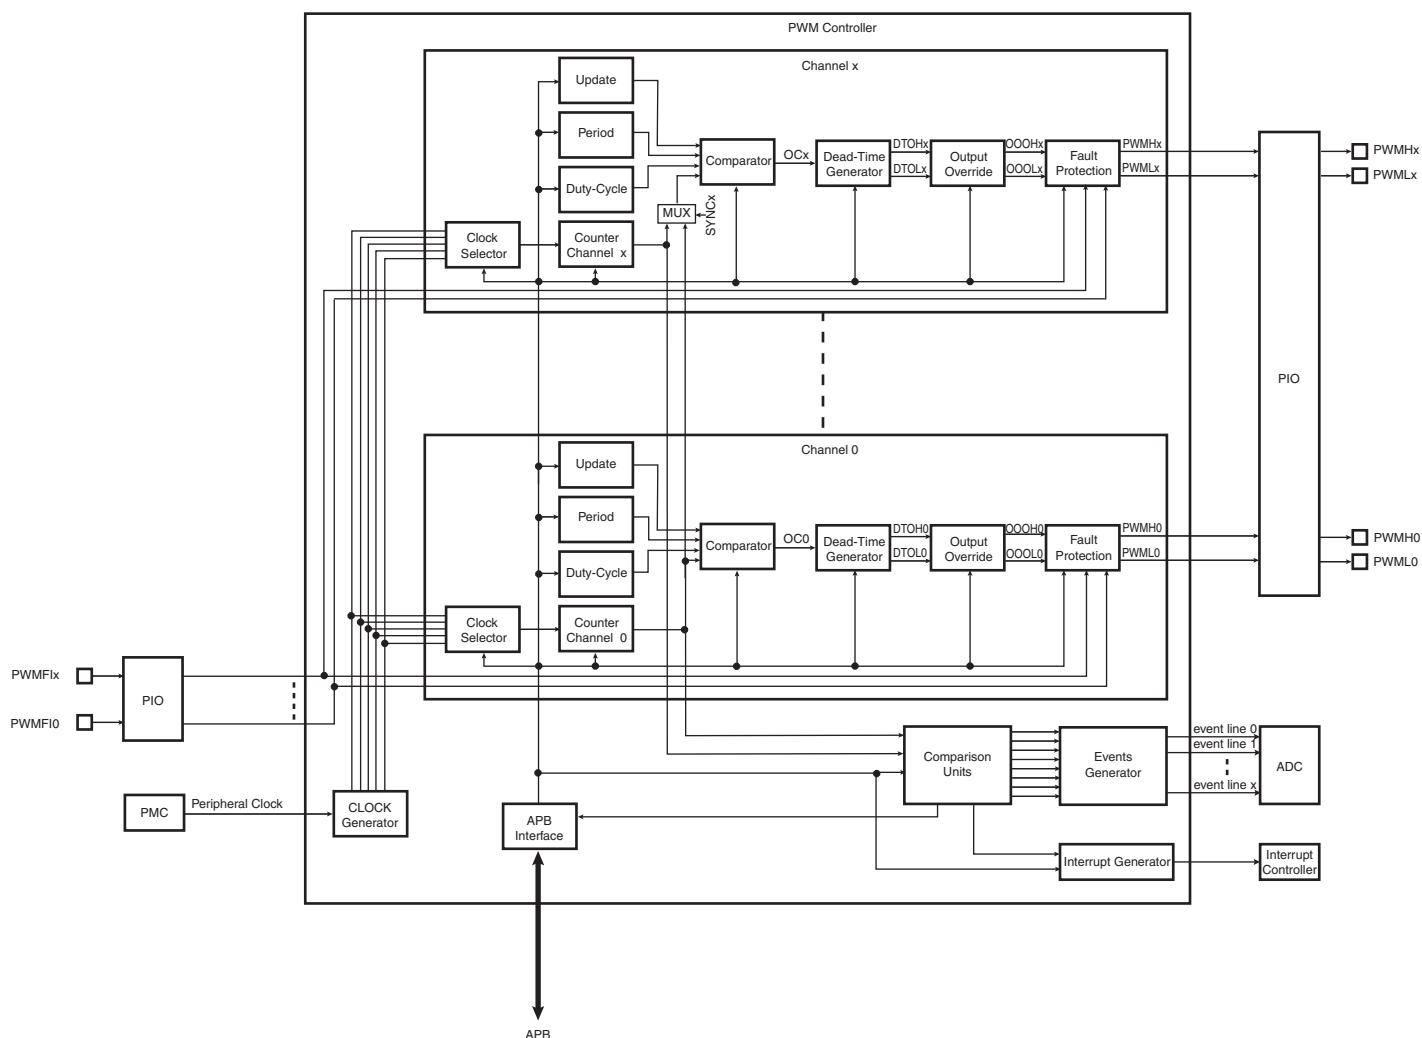 PWM Controller
Channel x
Update
Period
Comparator
OCx
Dead-Time
Generator
DTOHx
DTOLx
Output
Override
OOOHx
OOOLx
Fault
Protection
PWMHx
PWMLx
PWMHx
PWMLx
Duty-Cycle
MUX
SYNCx
Clock
Selector
Counter
Channel x
PIO
Channel 0
Update
Period
Comparator
OC0
Dead-Time
Generator
DTOH0
DTOL0
Output
Override
OOOH0
OOOL0
Fault
Protection
PWMH0
PWML0
PWMH0
PWML0
Duty-Cycle
Clock
Selector
Counter
Channel 0
PWMFIx
PIO
PWMFI0
Comparison
Units
Events
Generator
event line 0
event line 1
event line x
ADC
PMC
Peripheral Clock
CLOCK
Generator
APB
Interface
Interrupt Generator
Interrupt
Controller
APB